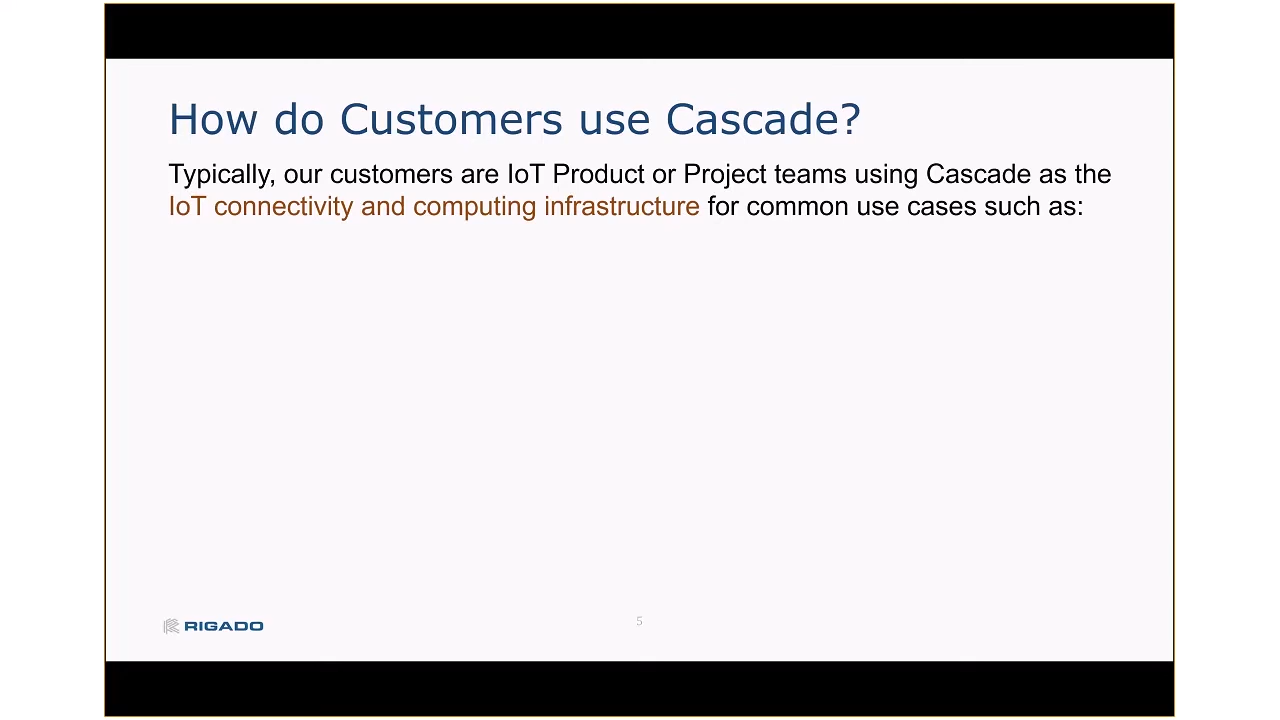 How do Customers use Cascade?
Typically, our customers are IoT Product or Project teams using Cascade as the
IoT connectivity and computing infrastructure for common use cases such as:
RIGADO
5